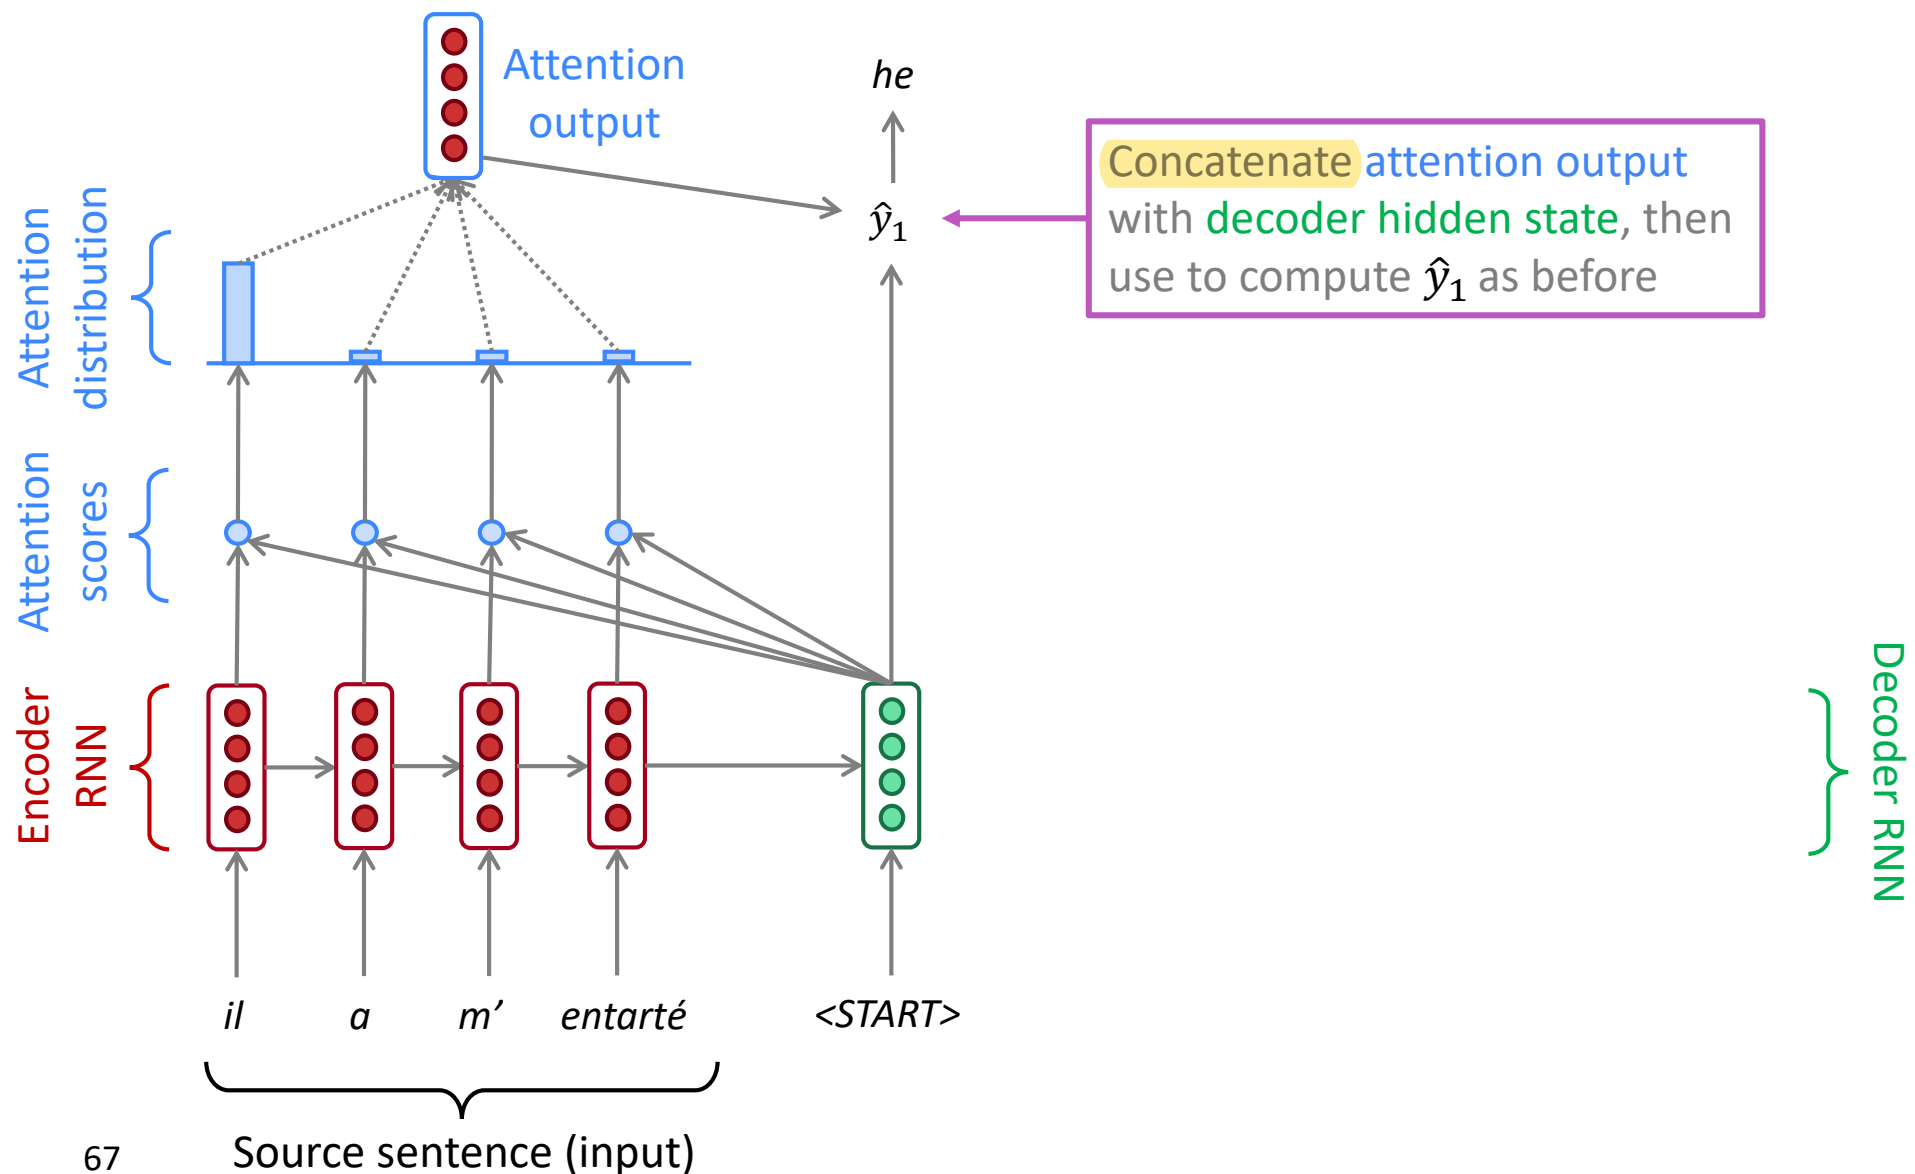 Attention
output
he
Concatenate attention output
with decoder hidden state, then
use to compute ŷ₁ as before
ŷ₁
Attention
distribution
Attention
scores
Encoder
RNN
Decoder RNN
il a m’ entarté <START>
Source sentence (input)
67